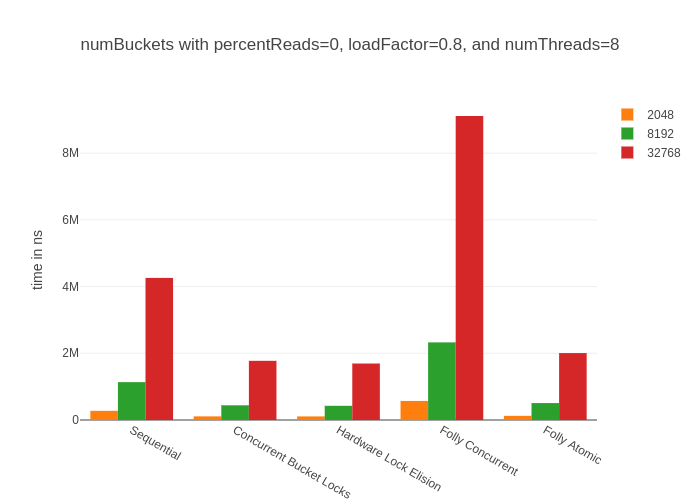 numBuckets with percentReads=0, loadFactor=0.8, and numThreads=8
2048
8192
32768
8M
6M
4M
2M
0
time in ns
Sequential
Concurrent Bucket Locks
Hardware Lock Elision
Folly Concurrent
Folly Atomic